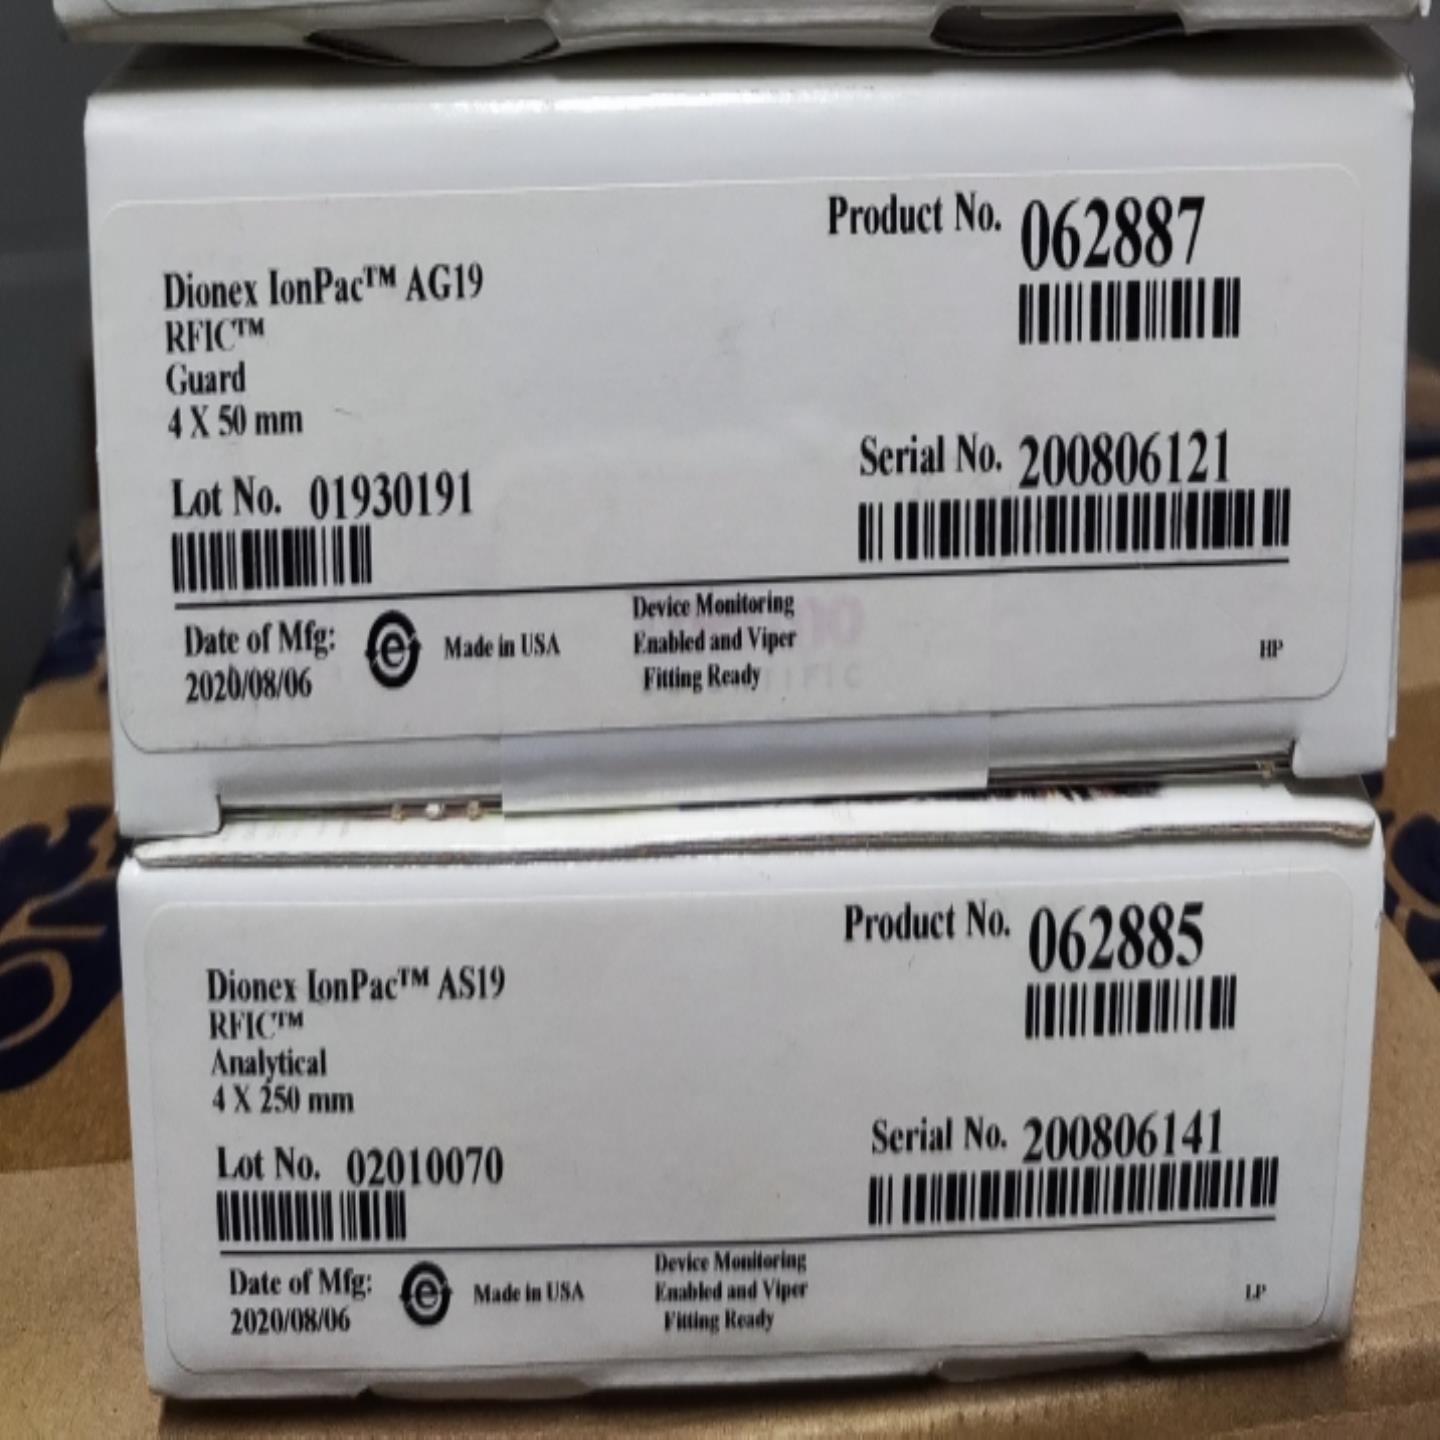 Product No. 062887
Dionex IonPac™ AG19
RFIC™
Guard
4 X 50 mm
Serial No. 200806121
Lot No. 01930191
Date of Mfg:
2020/08/06
e
Made in USA
Device Monitoring
Enabled and Viper
Fitting Ready
HP
Product No. 062885
Dionex IonPac™ AS19
RFIC™
Analytical
4 X 250 mm
Serial No. 200806141
Lot No. 02010070
Date of Mfg:
2020/08/06
e
Made in USA
Device Monitoring
Enabled and Viper
Fitting Ready
LP